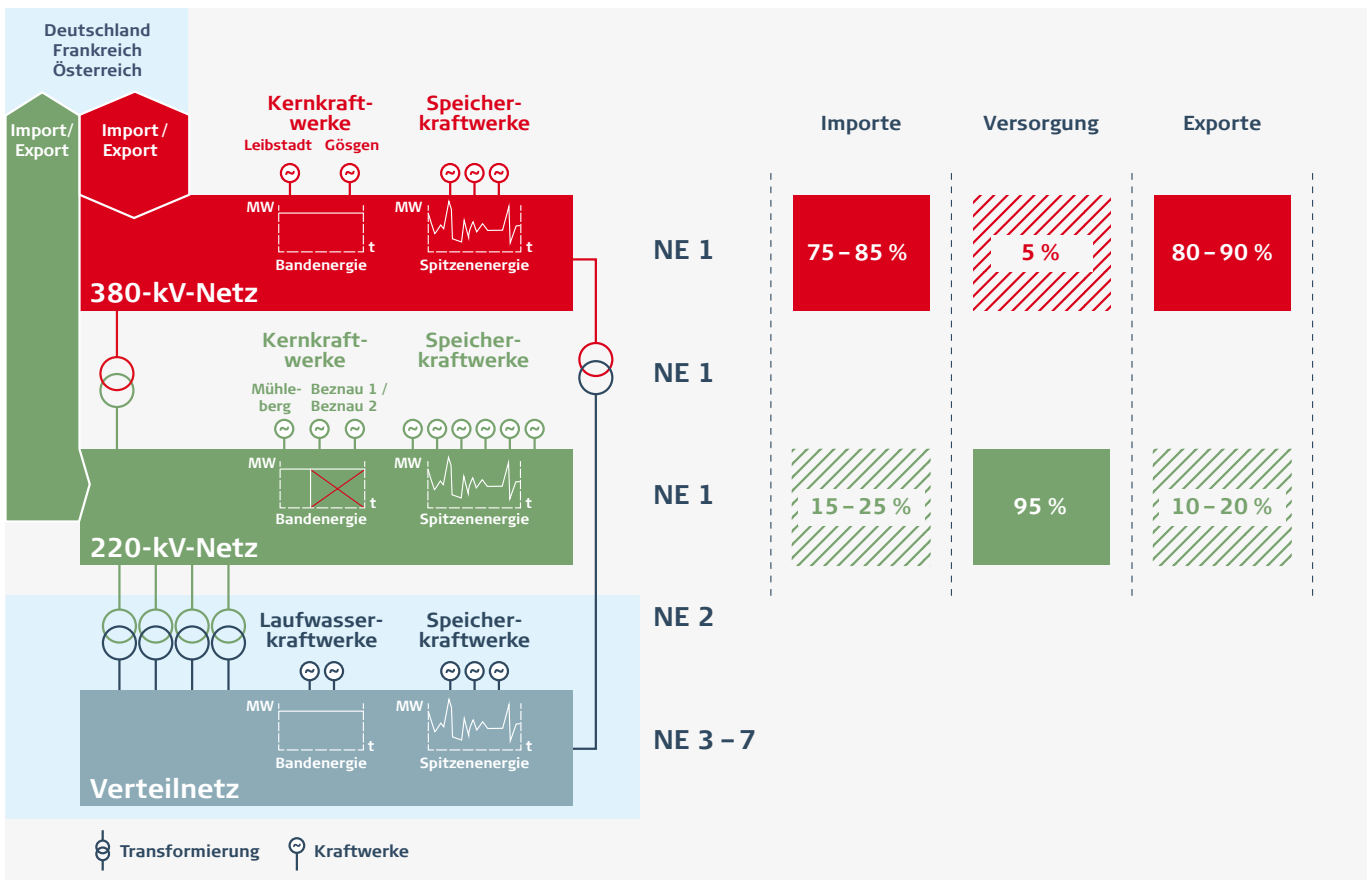 Deutschland
Frankreich
Österreich
Import/
Export
Import /
Export
Kernkraft-
werke
Leibstadt Gösgen
Speicher-
kraftwerke
~ ~ ~ ~ ~
MW
t
Bandenergie
MW
t
Spitzenenergie
380-kV-Netz
NE 1
NE 1
Kernkraft-
werke
Mühle-
berg
Beznau 1 /
Beznau 2
Speicher-
kraftwerke
~ ~ ~ ~ ~ ~ ~ ~ ~
MW
t
Bandenergie
MW
t
Spitzenenergie
220-kV-Netz
NE 1
NE 2
Laufwasser-
kraftwerke
Speicher-
kraftwerke
~ ~ ~ ~ ~
MW
t
Bandenergie
MW
t
Spitzenenergie
Verteilnetz
NE 3 – 7
Transformierung
~ Kraftwerke
Importe
Versorgung
Exporte
75 – 85 %
5 %
80 – 90 %
15 – 25 %
95 %
10 – 20 %